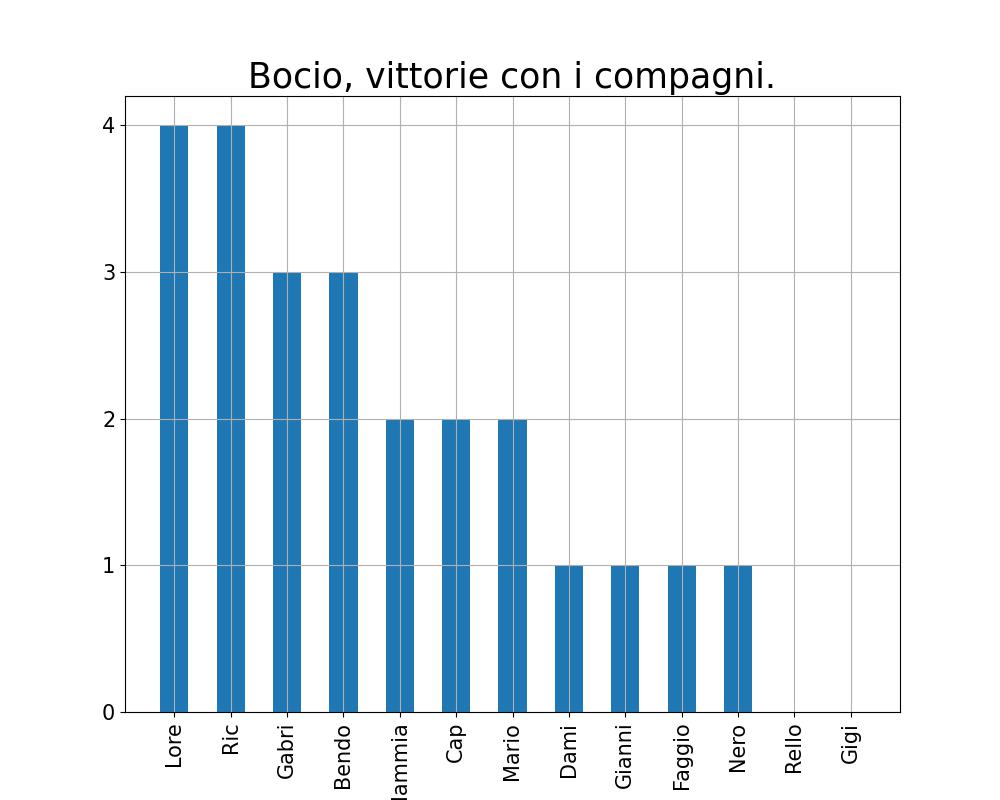 Bocio, vittorie con i compagni.
4
3
2
1
0
Lore
Ric
Gabri
Bendo
Cap
Mario
Dami
Gianni
Faggio
Nero
Rello
Gigi